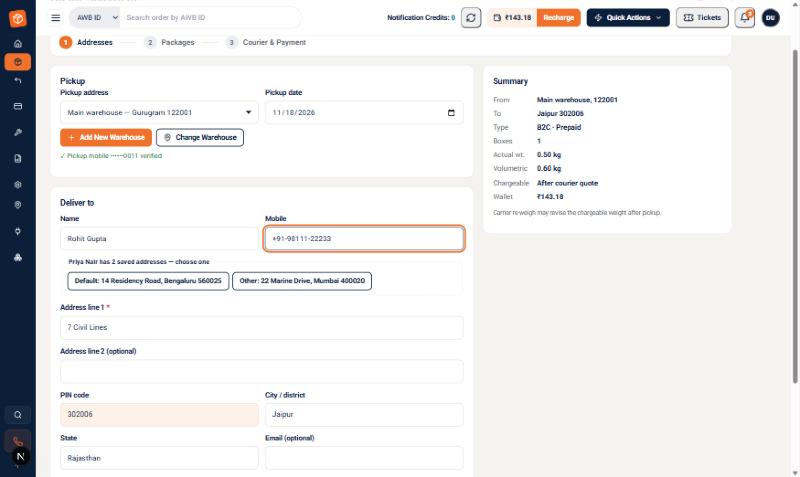 AWB ID
Search order by AWB ID
Notification Credits: 0
₹143.18
Recharge
Quick Actions
Tickets
DU
1 Addresses
2 Packages
3 Courier & Payment
Pickup
Pickup address
Pickup date
Main warehouse — Gurugram 122001
11/18/2026
+ Add New Warehouse
Change Warehouse
✓ Pickup mobile ······0011 verified
Deliver to
Name
Mobile
Rohit Gupta
+91-98111-22233
Priya Nair has 2 saved addresses — choose one
Default: 14 Residency Road, Bengaluru 560025
Other: 22 Marine Drive, Mumbai 400020
Address line 1 *
7 Civil Lines
Address line 2 (optional)
PIN code
City / district
302006
Jaipur
State
Email (optional)
Rajasthan
Summary
From Main warehouse, 122001
To Jaipur 302006
Type B2C · Prepaid
Boxes 1
Actual wt. 0.50 kg
Volumetric 0.60 kg
Chargeable After courier quote
Wallet ₹143.18
Carrier re-weigh may revise the chargeable weight after pickup.
N